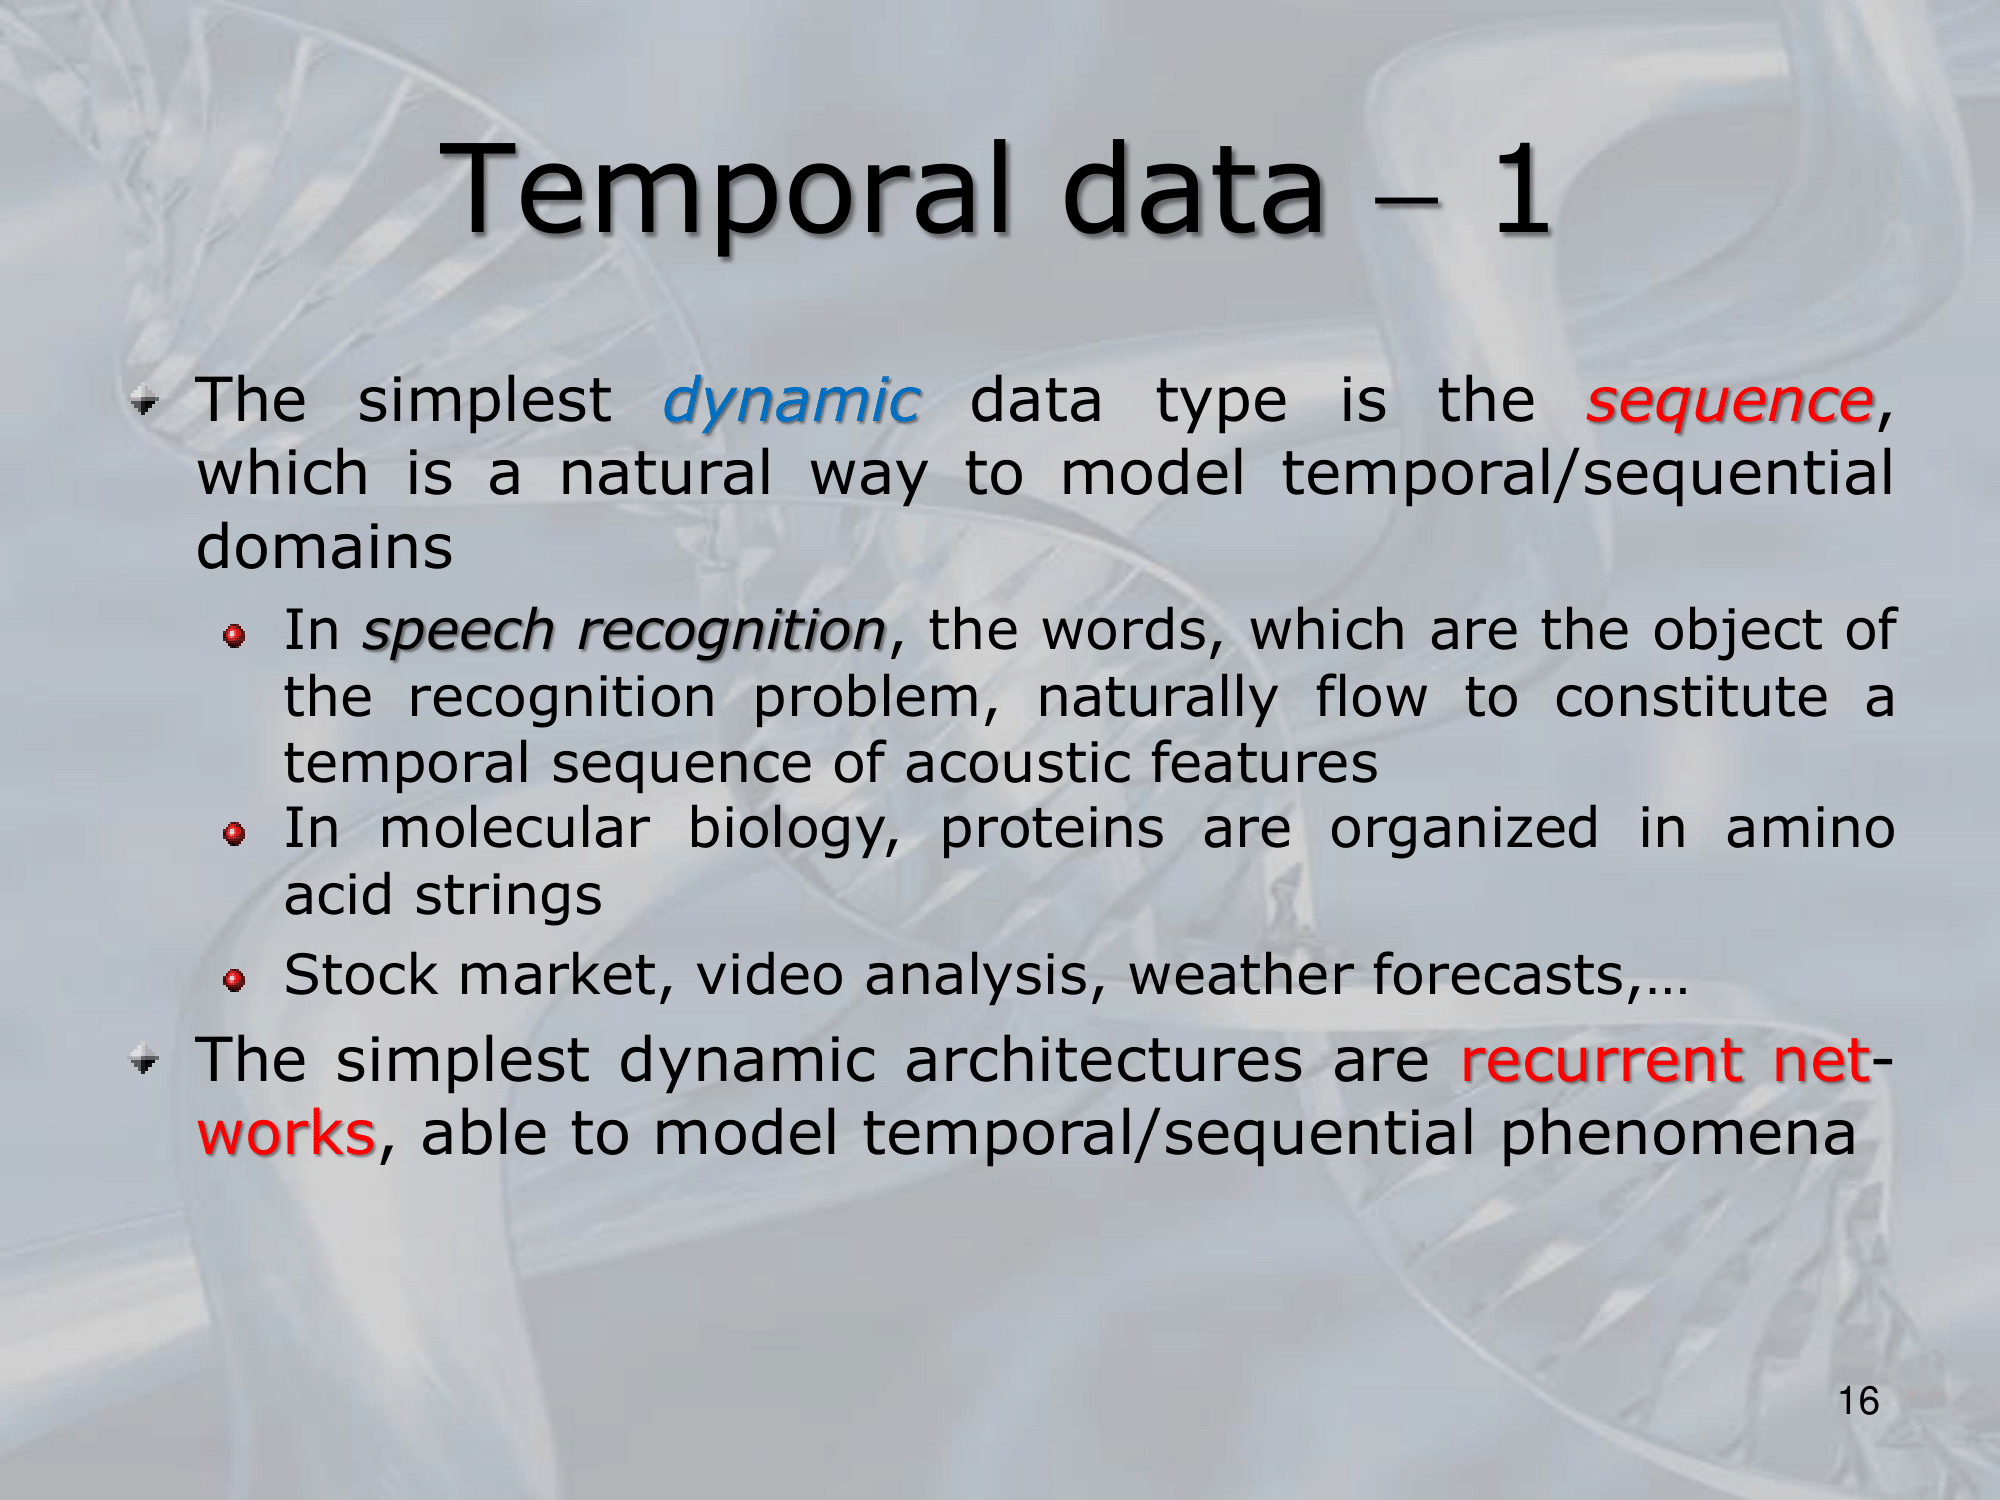 Temporal data – 1
The simplest dynamic data type is the sequence,
which is a natural way to model temporal/sequential
domains
In speech recognition, the words, which are the object of
the recognition problem, naturally flow to constitute a
temporal sequence of acoustic features
In molecular biology, proteins are organized in amino
acid strings
Stock market, video analysis, weather forecasts,…
The simplest dynamic architectures are recurrent net-
works, able to model temporal/sequential phenomena
16